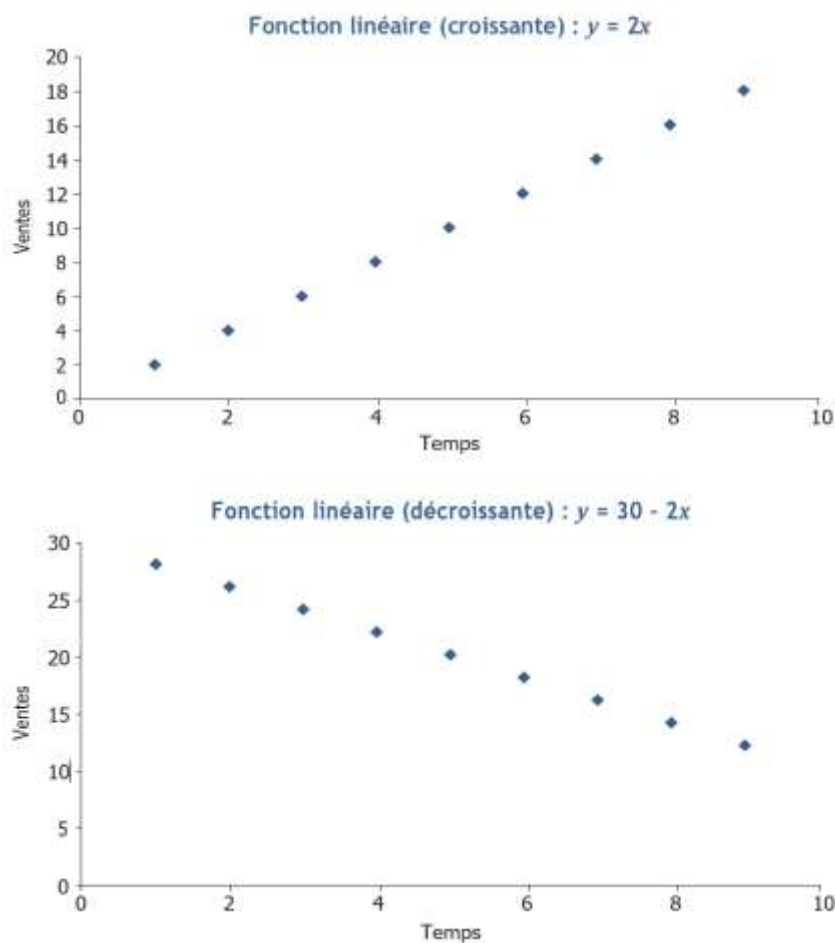 Fonction linéaire (croissante) : y = 2x
20
18
16
14
12
10
8
6
4
2
0
Ventes
0 2 4 6 8 10
Temps
Fonction linéaire (décroissante) : y = 30 - 2x
30
25
20
15
10
5
0
Ventes
0 2 4 6 8 10
Temps